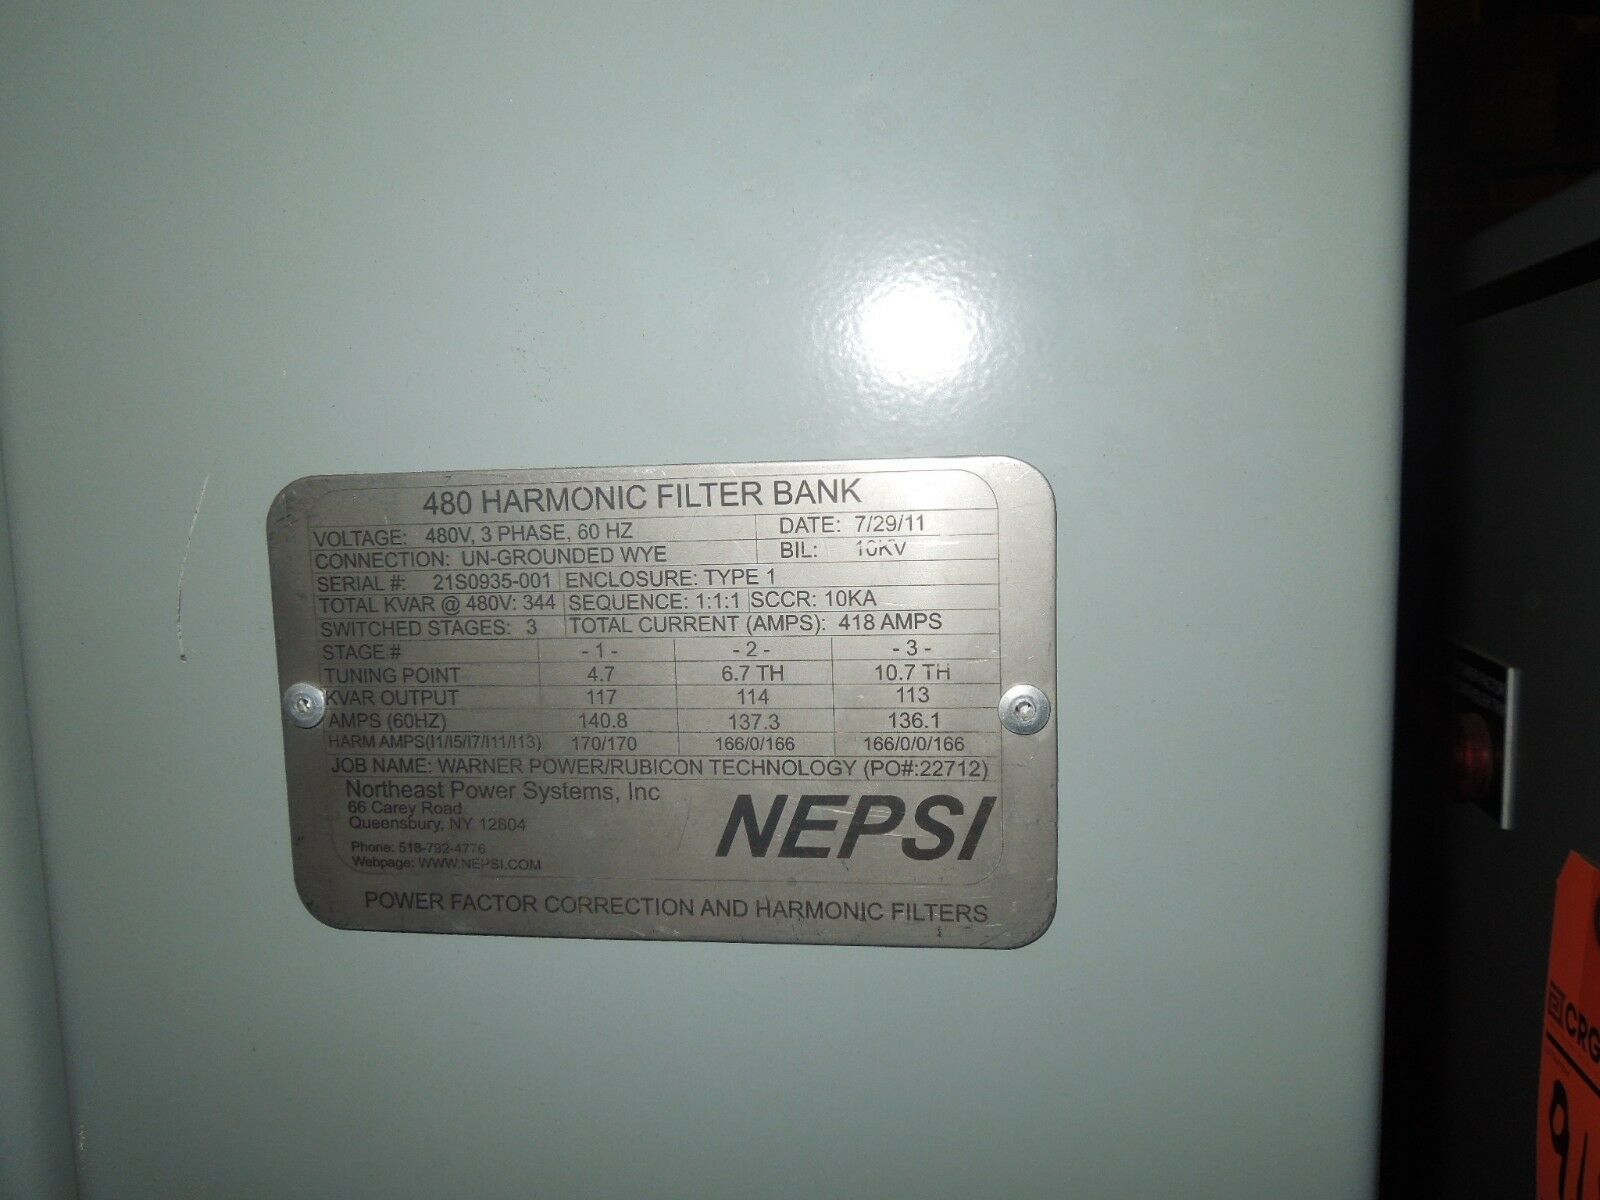 480 HARMONIC FILTER BANK
VOLTAGE: 480V, 3 PHASE, 60 HZ DATE: 7/29/11
CONNECTION: UN-GROUNDED WYE BIL: 10KV
SERIAL #: 21S0935-001 ENCLOSURE: TYPE 1
TOTAL KVAR @ 480V: 344 SEQUENCE: 1:1:1 SCCR: 10KA
SWITCHED STAGES: 3 TOTAL CURRENT (AMPS): 418 AMPS
STAGE # - 1 - - 2 - - 3 -
TUNING POINT 4.7 6.7 TH 10.7 TH
KVAR OUTPUT 117 114 113
AMPS (60HZ) 140.8 137.3 136.1
HARM AMPS(I1/I5/I7/I11/I13) 170/170 166/0/166 166/0/0/166
JOB NAME: WARNER POWER/RUBICON TECHNOLOGY (PO#:22712)
Northeast Power Systems, Inc
66 Carey Road
Queensbury, NY 12804
Phone: 518-792-4776
Webpage: WWW.NEPSI.COM
NEPSI
POWER FACTOR CORRECTION AND HARMONIC FILTERS
CRG